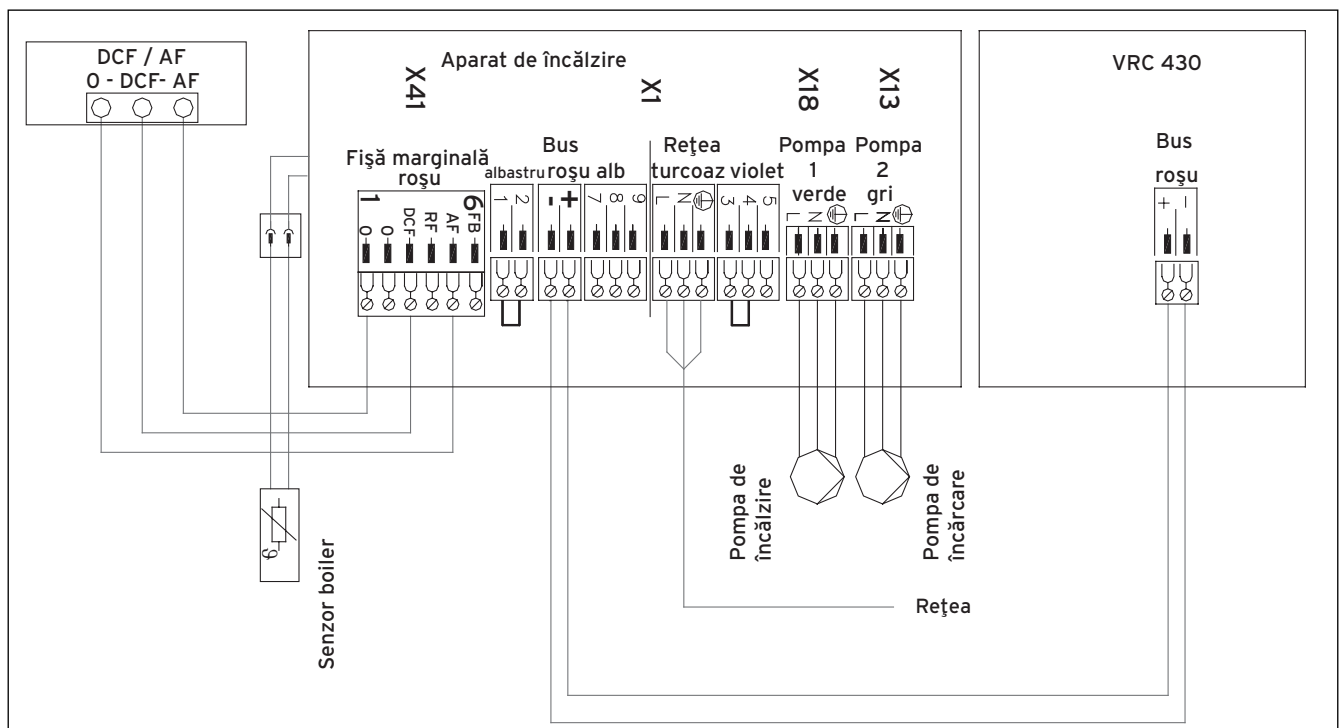 DCF / AF
0 - DCF- AF
Aparat de încălzire
X41
X1
X18
X13
VRC 430
Fişă marginală
roşu
Bus
albastru roşu alb
Reţea
turcoaz violet
Pompa
1
verde
Pompa
2
gri
Bus
roşu
1
6
0
0
DCF
RF
AF
FB
1
2
-
+
7
8
9
L
N
3
4
5
L
N
L
N
+
-
Pompa de
încălzire
Pompa de
încărcare
Senzor boiler
Reţea